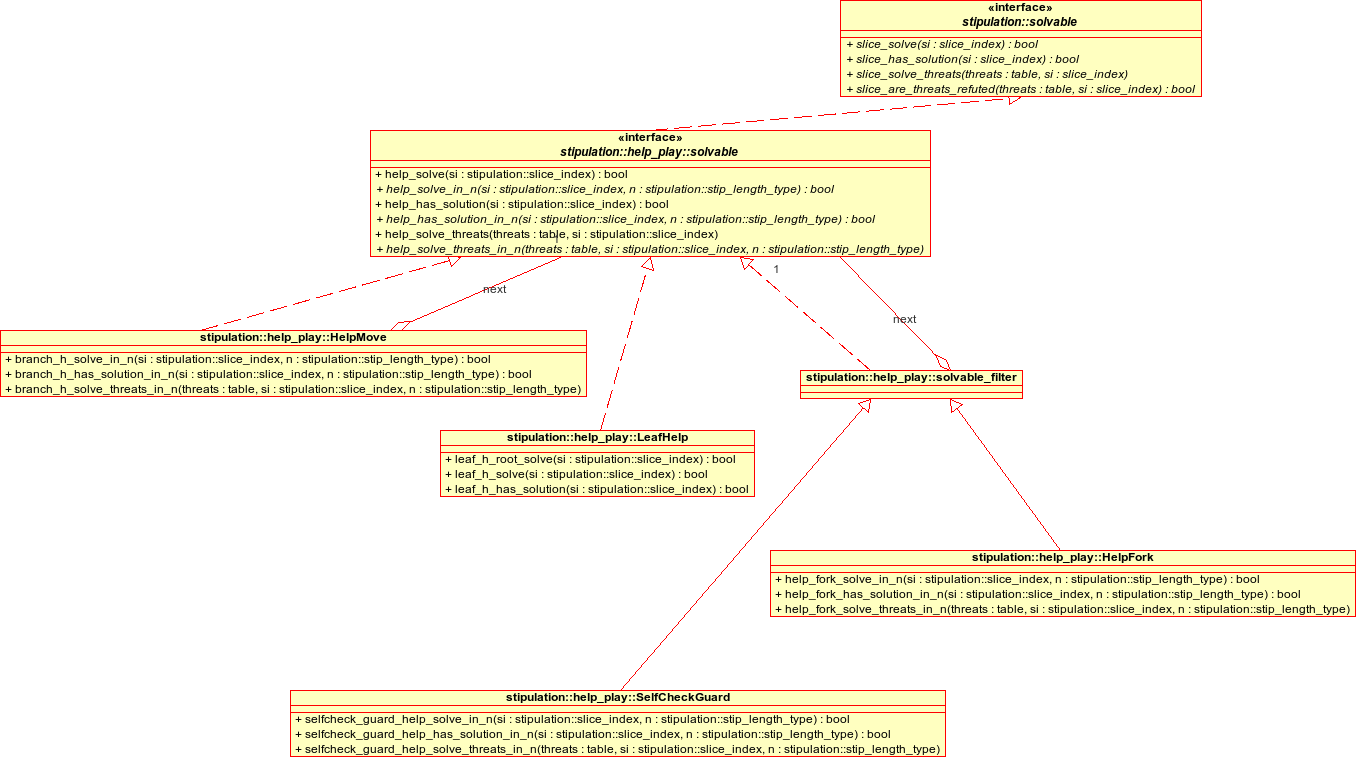 «interface»
stipulation::solvable
+ slice_solve(si : slice_index) : bool
+ slice_has_solution(si : slice_index) : bool
+ slice_solve_threats(threats : table, si : slice_index)
+ slice_are_threats_refuted(threats : table, si : slice_index) : bool
«interface»
stipulation::help_play::solvable
+ help_solve(si : stipulation::slice_index) : bool
+ help_solve_in_n(si : stipulation::slice_index, n : stipulation::stip_length_type) : bool
+ help_has_solution(si : stipulation::slice_index) : bool
+ help_has_solution_in_n(si : stipulation::slice_index, n : stipulation::stip_length_type) : bool
+ help_solve_threats(threats : table, si : stipulation::slice_index)
+ help_solve_threats_in_n(threats : table, si : stipulation::slice_index, n : stipulation::stip_length_type)
1
next
next
stipulation::help_play::HelpMove
+ branch_h_solve_in_n(si : stipulation::slice_index, n : stipulation::stip_length_type) : bool
+ branch_h_has_solution_in_n(si : stipulation::slice_index, n : stipulation::stip_length_type) : bool
+ branch_h_solve_threats_in_n(threats : table, si : stipulation::slice_index, n : stipulation::stip_length_type)
stipulation::help_play::solvable_filter
stipulation::help_play::LeafHelp
+ leaf_h_root_solve(si : stipulation::slice_index) : bool
+ leaf_h_solve(si : stipulation::slice_index) : bool
+ leaf_h_has_solution(si : stipulation::slice_index) : bool
stipulation::help_play::HelpFork
+ help_fork_solve_in_n(si : stipulation::slice_index, n : stipulation::stip_length_type) : bool
+ help_fork_has_solution_in_n(si : stipulation::slice_index, n : stipulation::stip_length_type) : bool
+ help_fork_solve_threats_in_n(threats : table, si : stipulation::slice_index, n : stipulation::stip_length_type)
stipulation::help_play::SelfCheckGuard
+ selfcheck_guard_help_solve_in_n(si : stipulation::slice_index, n : stipulation::stip_length_type) : bool
+ selfcheck_guard_help_has_solution_in_n(si : stipulation::slice_index, n : stipulation::stip_length_type) : bool
+ selfcheck_guard_help_solve_threats_in_n(threats : table, si : stipulation::slice_index, n : stipulation::stip_length_type)